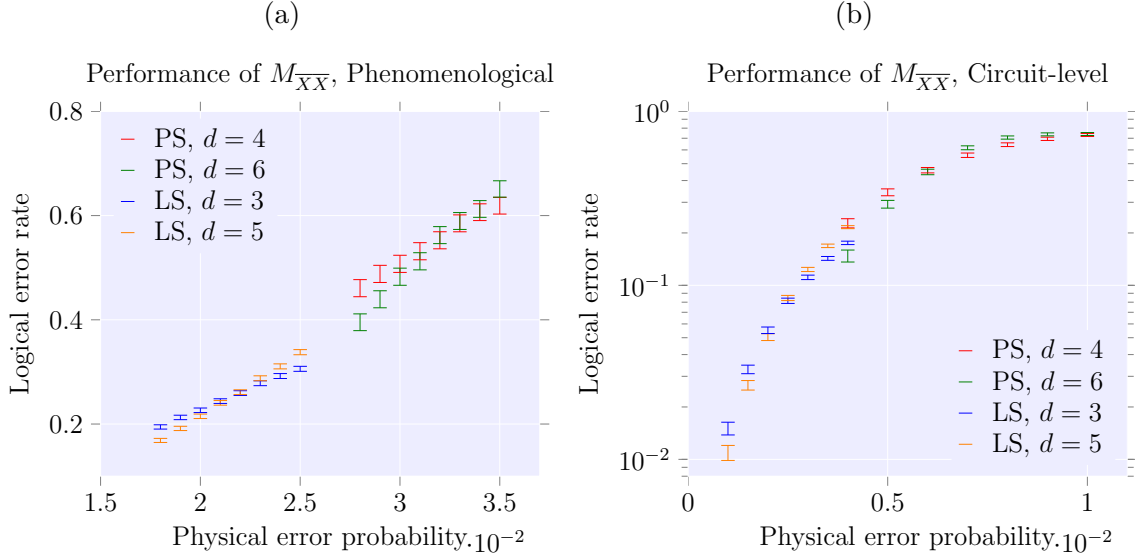 (a)
Performance of $M_{\overline{XX}}$, Phenomenological
0.8
0.6
0.4
0.2
Logical error rate
PS, $d = 4$
PS, $d = 6$
LS, $d = 3$
LS, $d = 5$
1.5 2 2.5 3 3.5
Physical error probability $\cdot 10^{-2}$
(b)
Performance of $M_{\overline{XX}}$, Circuit-level
$10^0$
$10^{-1}$
$10^{-2}$
Logical error rate
PS, $d = 4$
PS, $d = 6$
LS, $d = 3$
LS, $d = 5$
0 0.5 1
Physical error probability $\cdot 10^{-2}$